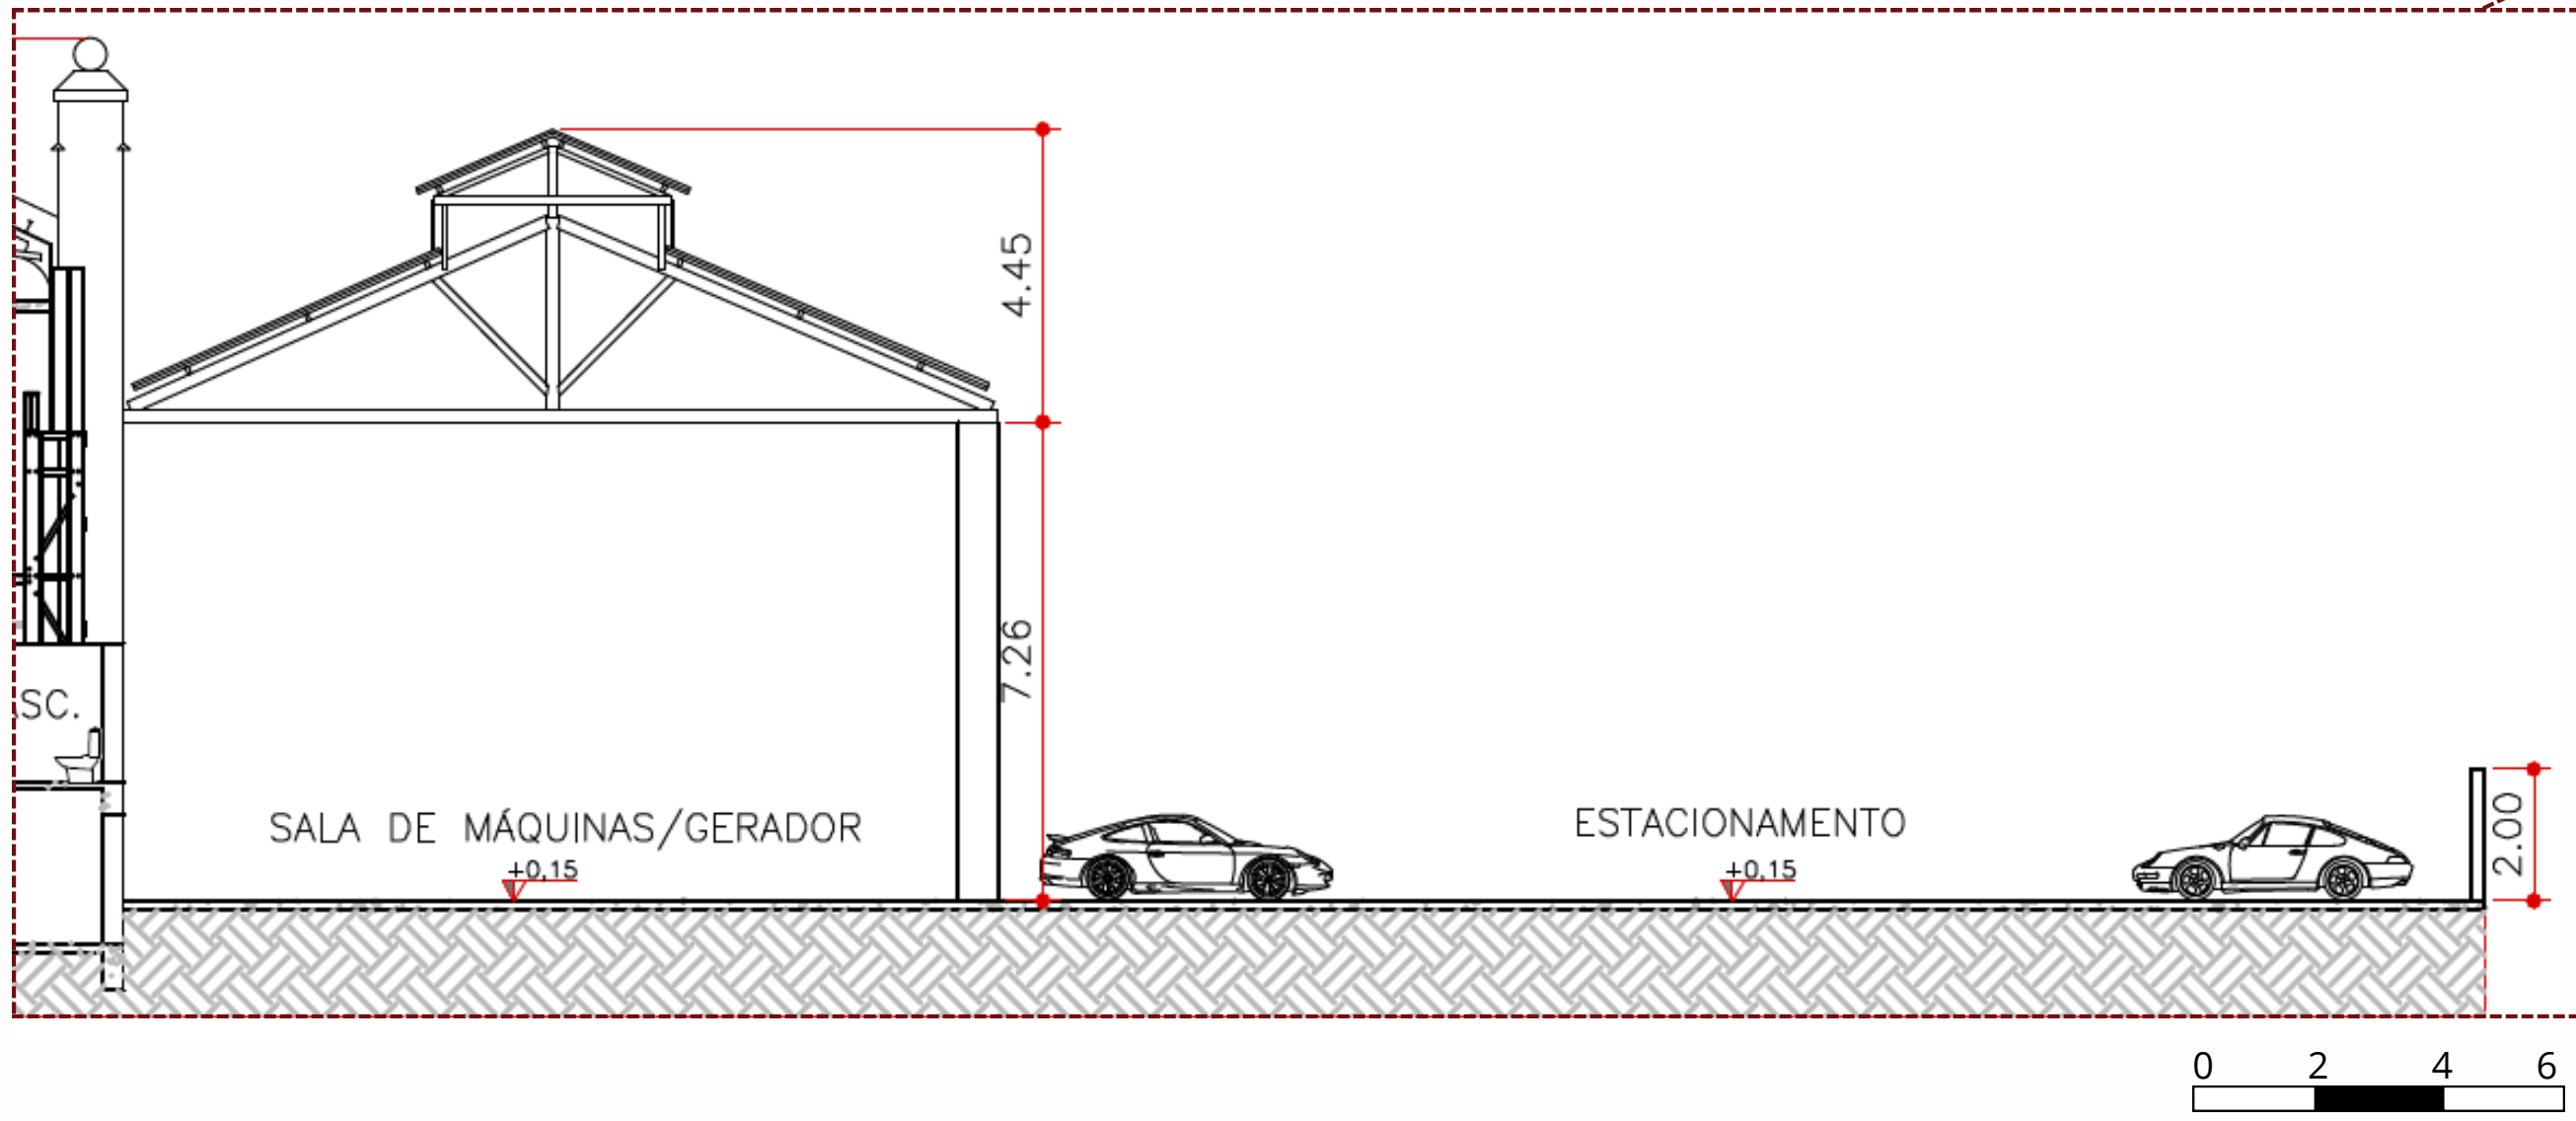 4.45
7.26
SC.
SALA DE MÁQUINAS/GERADOR
+0,15
ESTACIONAMENTO
+0,15
2.00
0 2 4 6